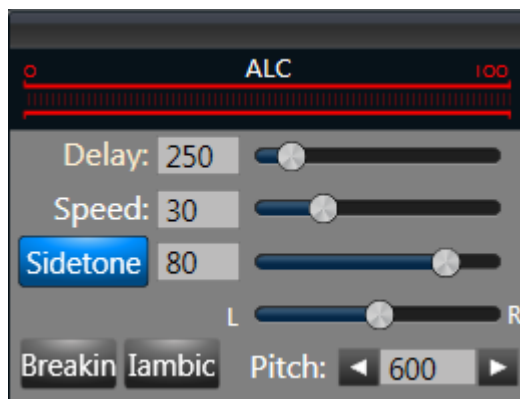 0 ALC 100
Delay: 250
Speed: 30
Sidetone 80
L R
Breakin Iambic Pitch: 600